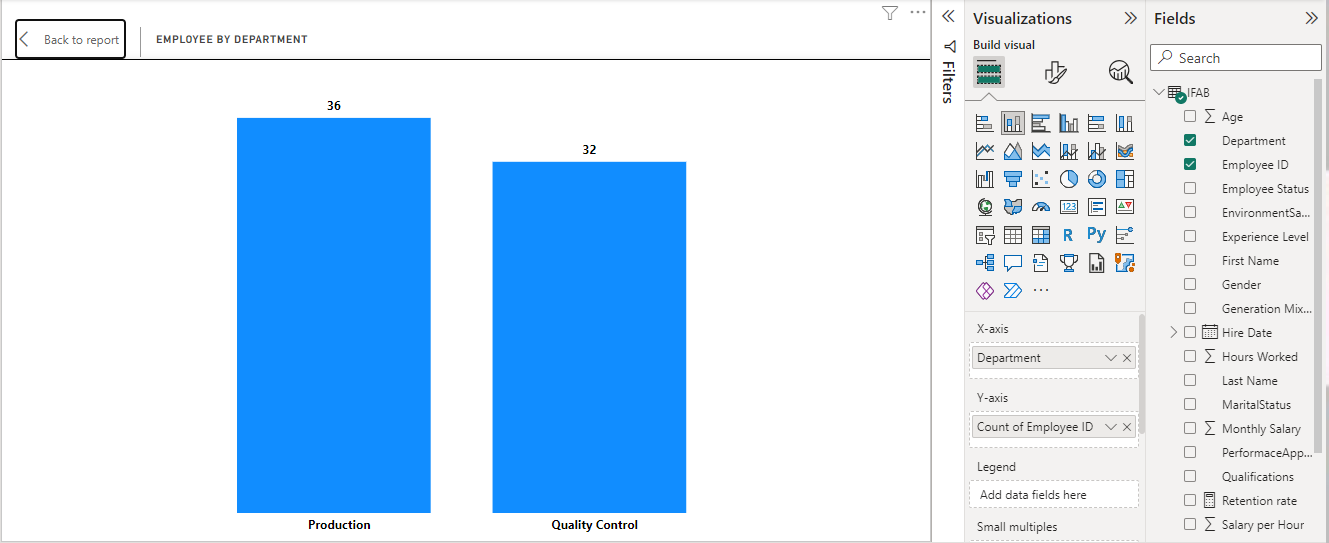 Back to report
EMPLOYEE BY DEPARTMENT
36
32
Production
Quality Control
Filters
Visualizations
Build visual
123
R
Py
X-axis
Department
Y-axis
Count of Employee ID
Legend
Add data fields here
Small multiples
Fields
Search
IFAB
Age
Department
Employee ID
Employee Status
EnvironmentSa...
Experience Level
First Name
Gender
Generation Mix...
Hire Date
Hours Worked
Last Name
MaritalStatus
Monthly Salary
PerformaceApp...
Qualifications
Retention rate
Salary per Hour